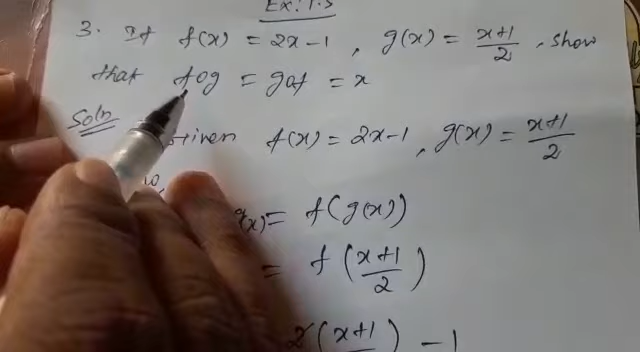 Ex: 1.3
3. If f(x) = 2x-1 , g(x) = x+1/2 , show
that fog = gof = x
Soln
Given f(x) = 2x-1 , g(x) = x+1/2
(x) = f(g(x))
= f(x+1/2)
2(x+1/) - 1